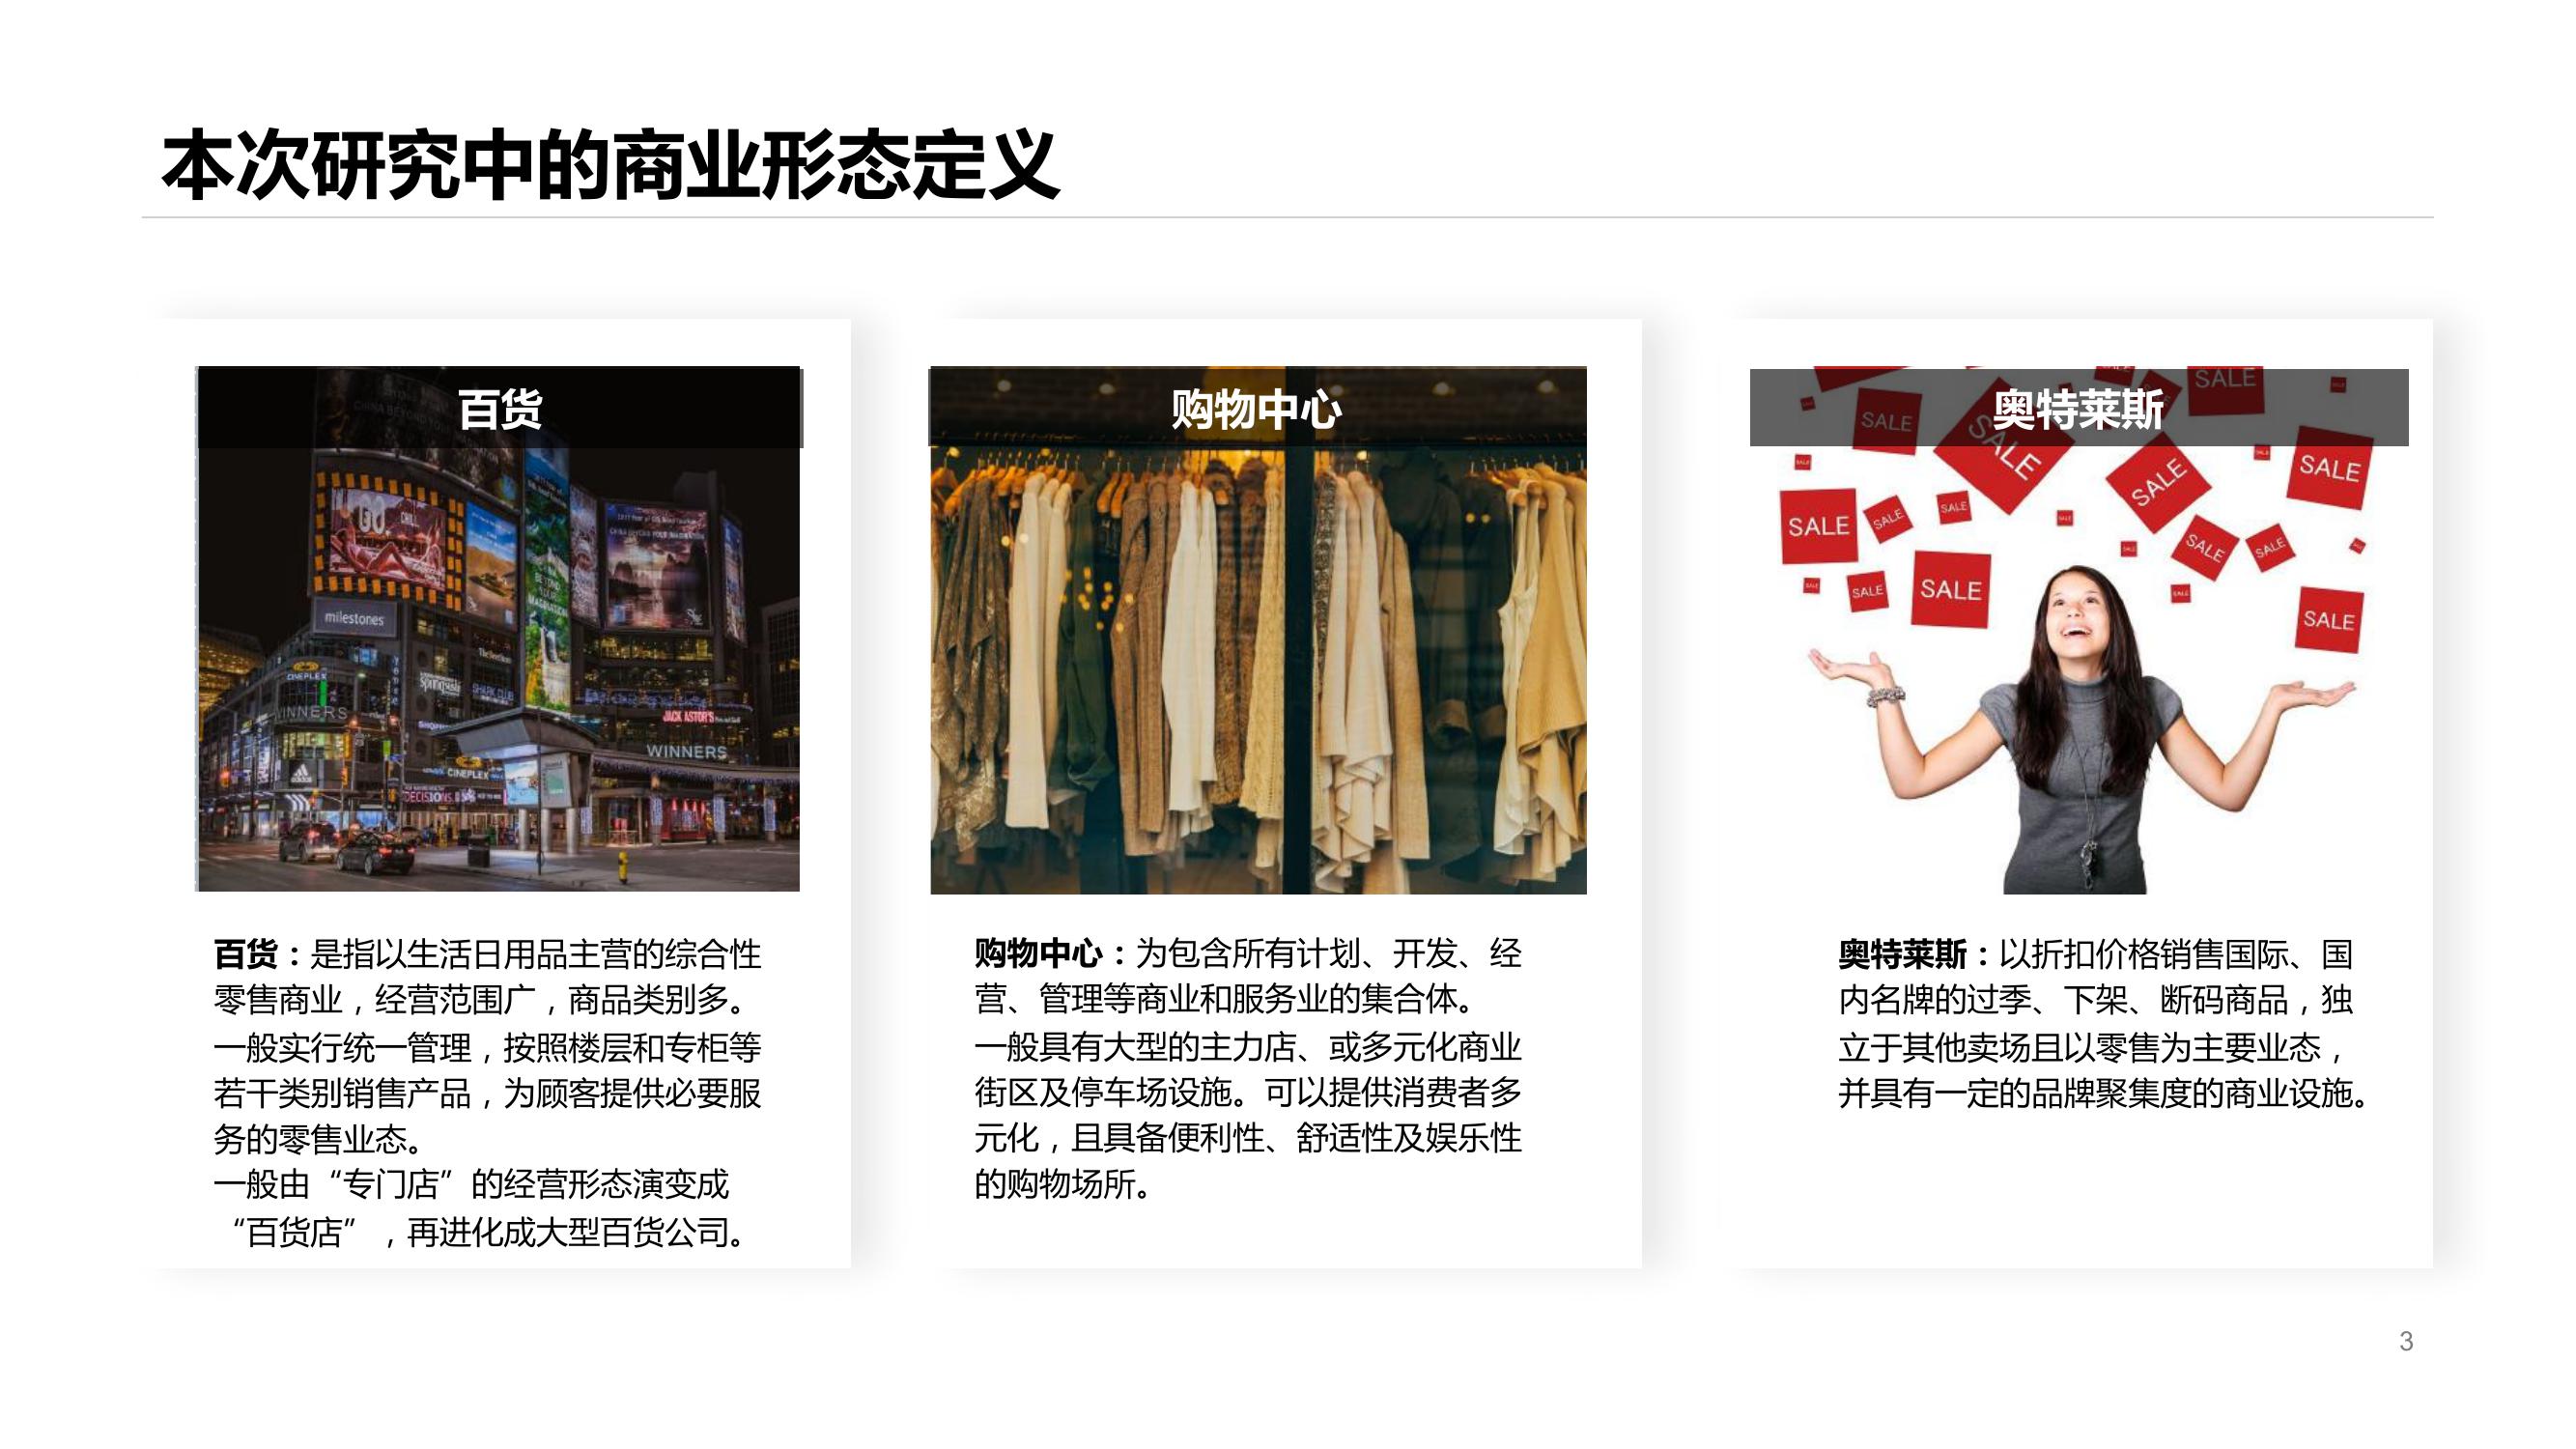 本次研究中的商业形态定义
百货
milestones
CINEPLEX
WINNERS
SHARK CLUB
JACK ASTOR'S
WINNERS
CINEPLEX
adidas
购物中心
奥特莱斯
SALE
SALE
SALE
SALE
SALE
SALE
SALE
SALE
SALE
SALE
SALE
SALE
SALE
SALE
百货：是指以生活日用品主营的综合性
零售商业，经营范围广，商品类别多。
一般实行统一管理，按照楼层和专柜等
若干类别销售产品，为顾客提供必要服
务的零售业态。
一般由“专门店”的经营形态演变成
“百货店”，再进化成大型百货公司。
购物中心：为包含所有计划、开发、经
营、管理等商业和服务业的集合体。
一般具有大型的主力店、或多元化商业
街区及停车场设施。可以提供消费者多
元化，且具备便利性、舒适性及娱乐性
的购物场所。
奥特莱斯：以折扣价格销售国际、国
内名牌的过季、下架、断码商品，独
立于其他卖场且以零售为主要业态，
并具有一定的品牌聚集度的商业设施。
3